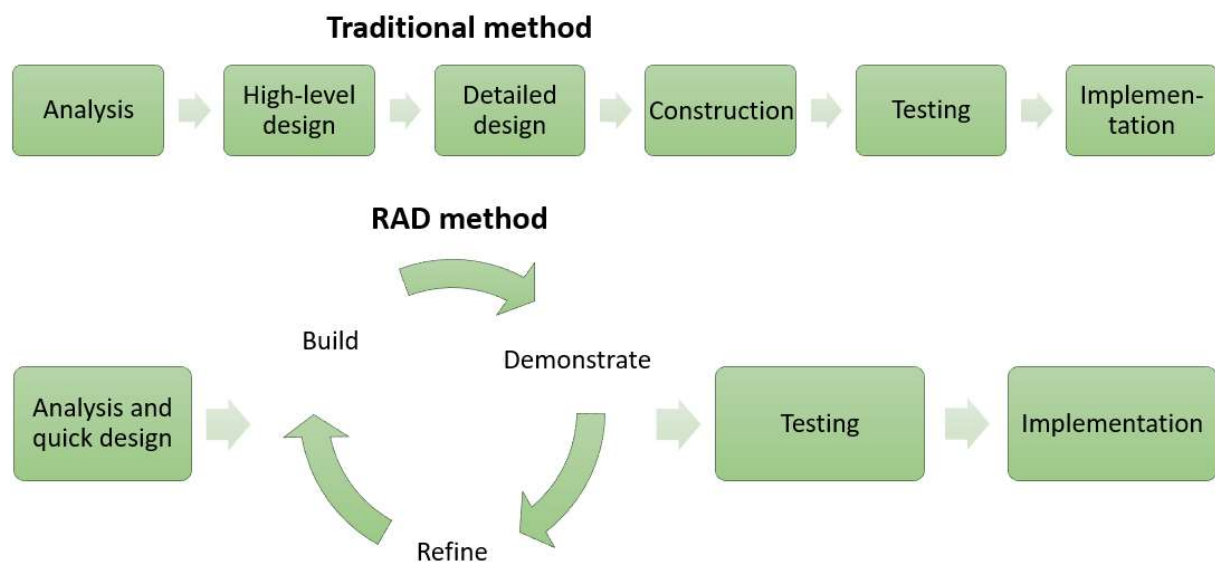 Traditional method
Analysis
High-level
design
Detailed
design
Construction
Testing
Implemen-
tation
RAD method
Build
Demonstrate
Refine
Analysis and
quick design
Testing
Implementation